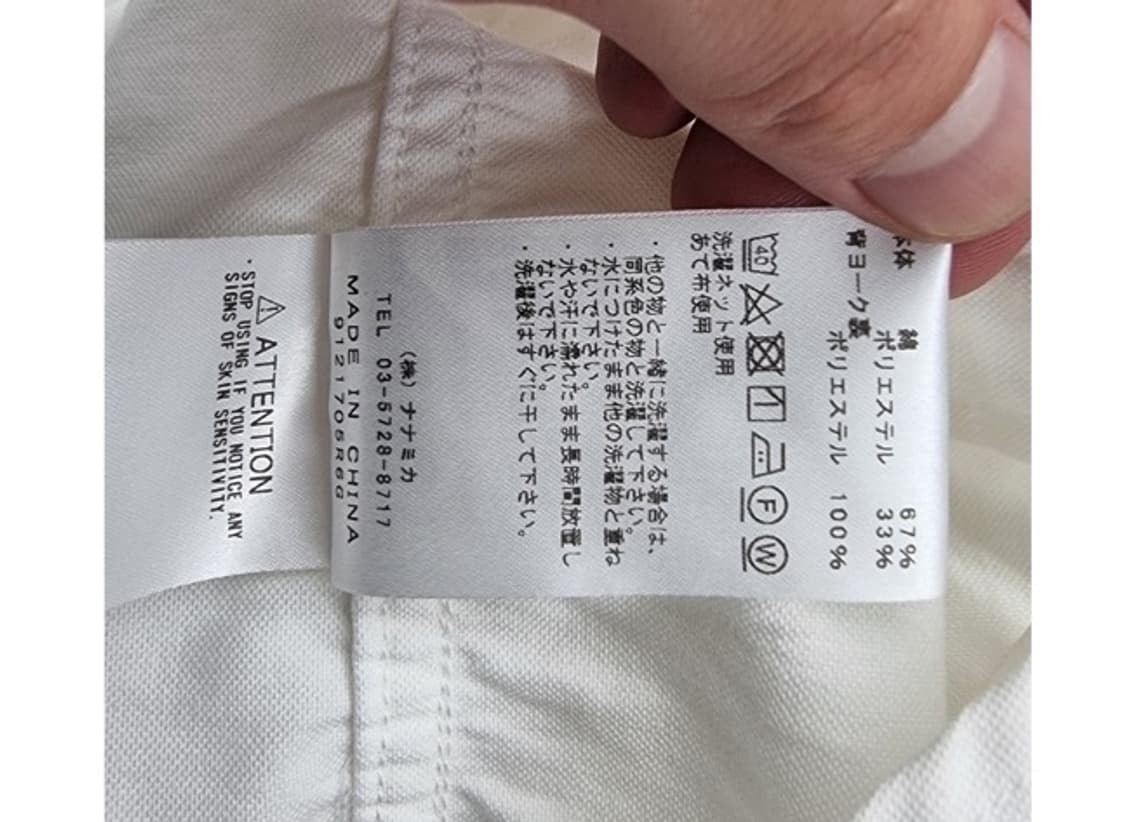 本体
綿 67%
ポリエステル 33%
背ヨーク裏
ポリエステル 100%
40
F
W
洗濯ネット使用
あて布使用
・他の物と一緒に洗濯する場合は、
同系色の物と洗濯して下さい。
・水につけたまま他の洗濯物と重ね
ないで下さい。
・水や汗に濡れたまま長時間放置し
ないで下さい。
・洗濯後はすぐに干して下さい。
(株) ナナミカ
TEL 03-5728-8717
MADE IN CHINA
ATTENTION
・STOP USING IF YOU NOTICE ANY
SIGNS OF SKIN SENSITIVITY.